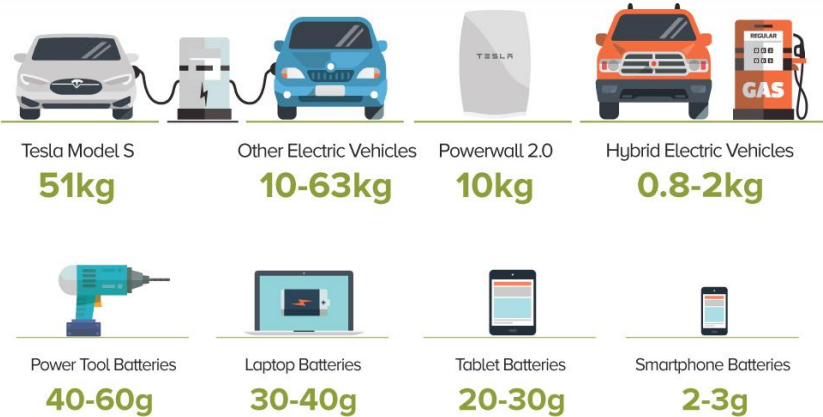 TESLA
REGULAR
GAS
Tesla Model S
51kg
Other Electric Vehicles
10-63kg
Powerwall 2.0
10kg
Hybrid Electric Vehicles
0.8-2kg
Power Tool Batteries
40-60g
Laptop Batteries
30-40g
Tablet Batteries
20-30g
Smartphone Batteries
2-3g